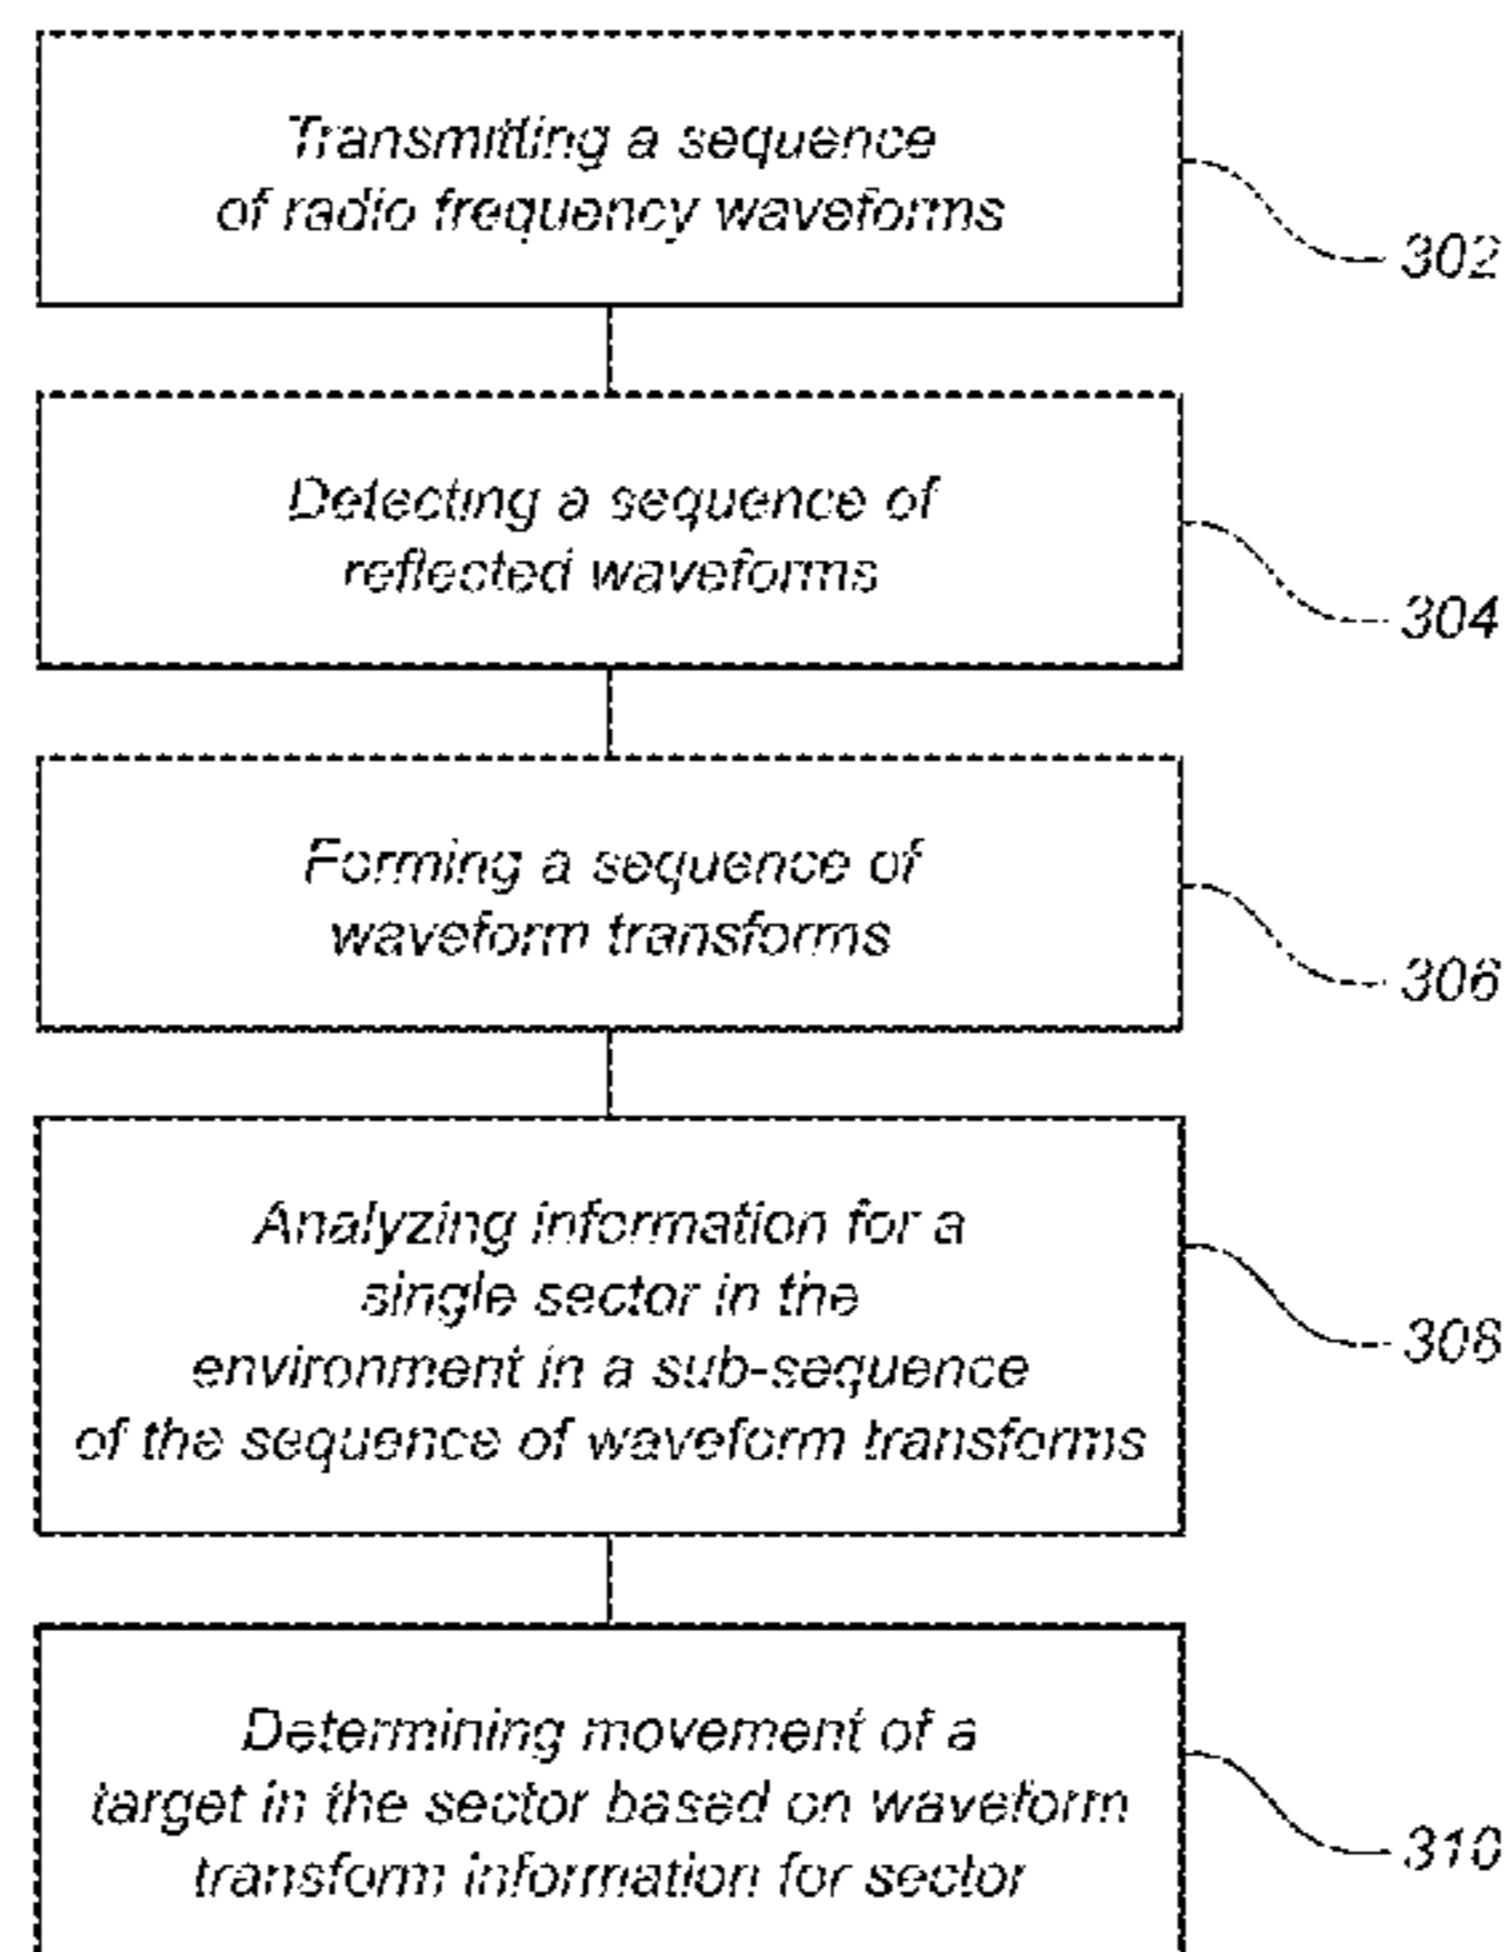 Transmitting a sequence
of radio frequency waveforms
302
Detecting a sequence of
reflected waveforms
304
Forming a sequence of
waveform transforms
306
Analyzing information for a
single sector in the
environment in a sub-sequence
of the sequence of waveform transforms
308
Determining movement of a
target in the sector based on waveform
transform information for sector
310